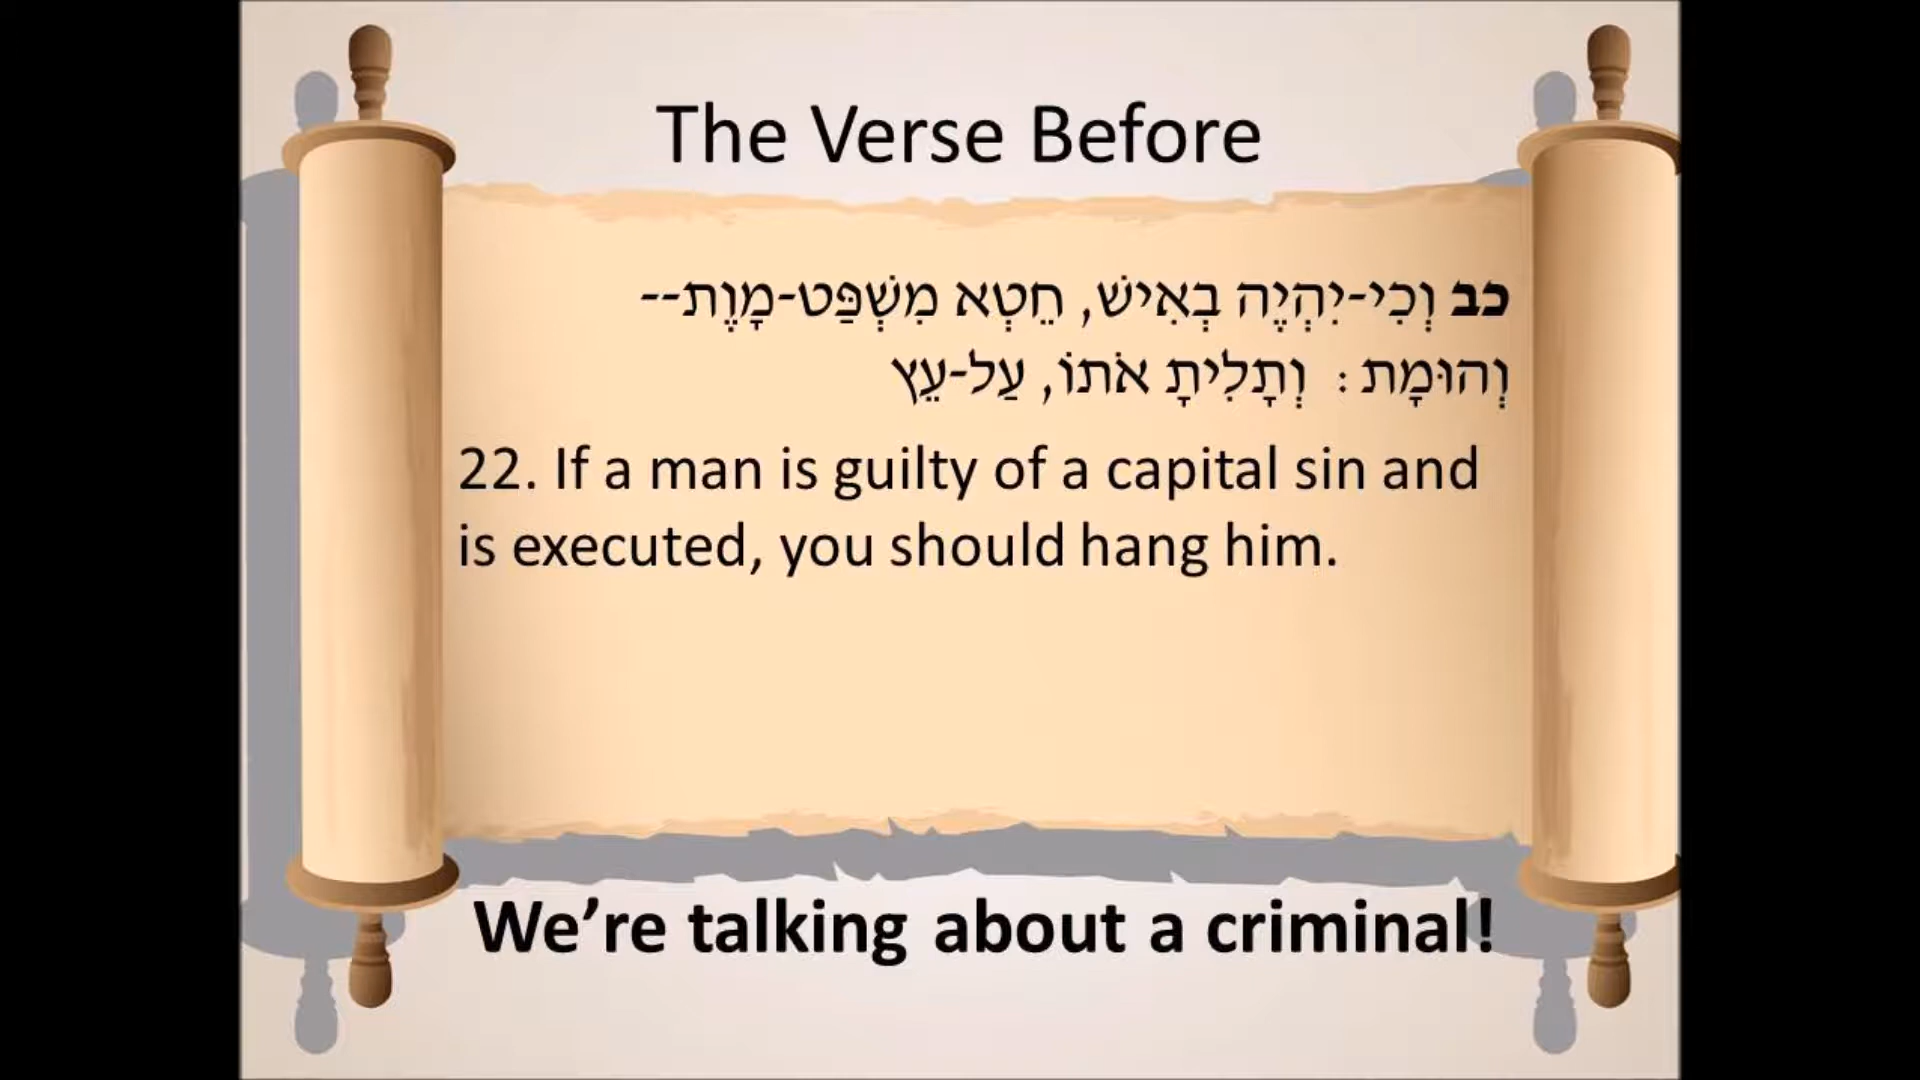 The Verse Before
כב וְכִי-יִהְיֶה בְאִישׁ, חֵטְא מִשְׁפַּט-מָוֶת--
וְהוּמָת: וְתָלִיתָ אֹתוֹ, עַל-עֵץ
22. If a man is guilty of a capital sin and
is executed, you should hang him.
We’re talking about a criminal!